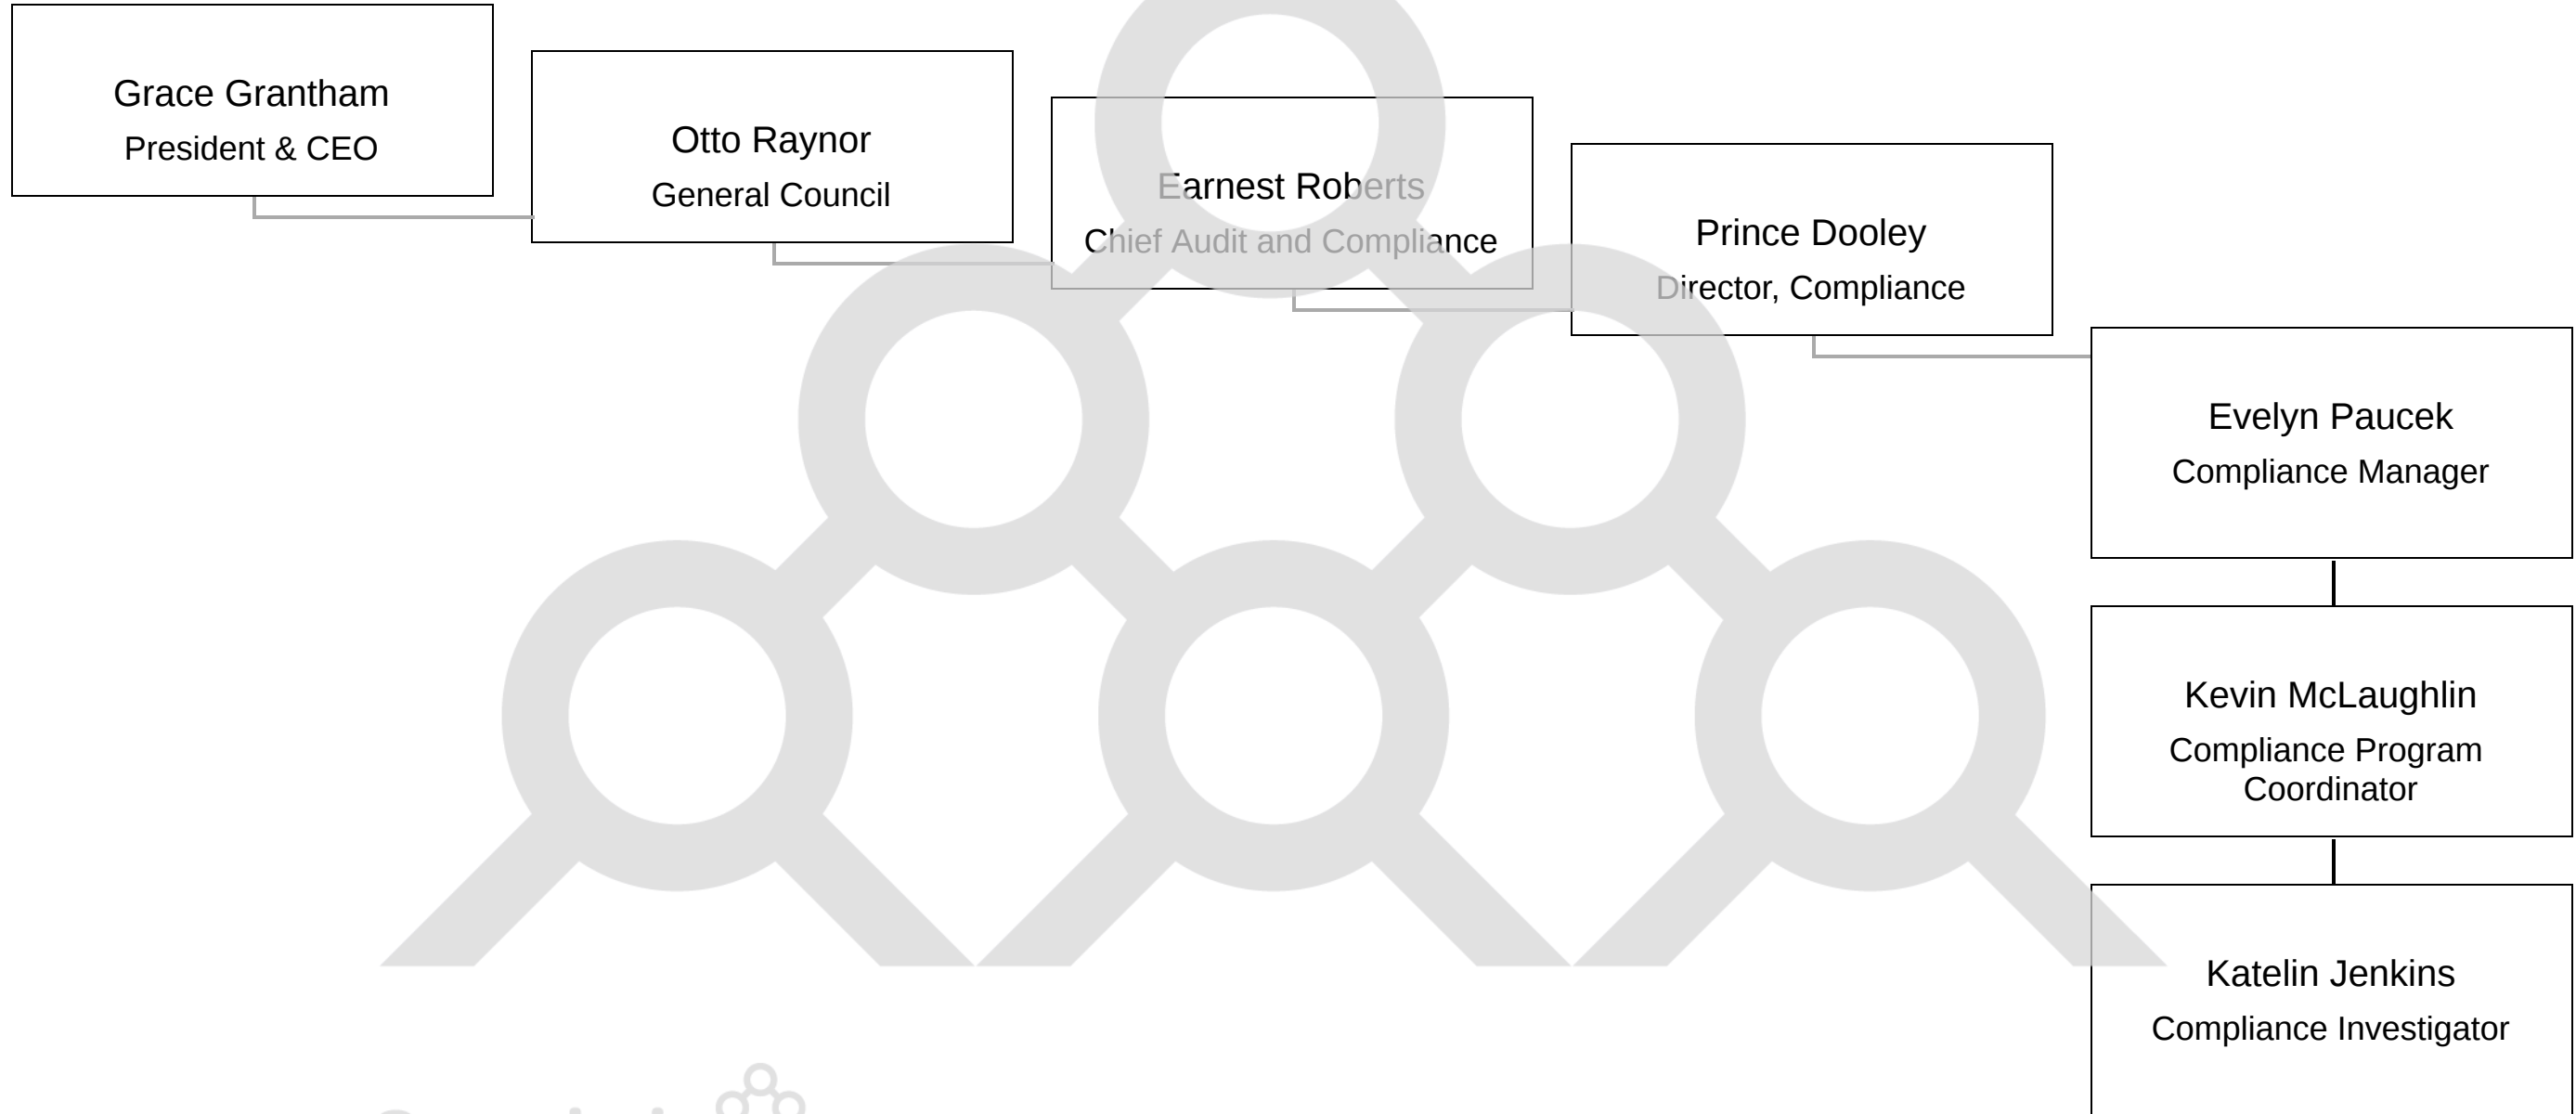 Grace Grantham
President & CEO
Otto Raynor
General Council
Earnest Roberts
Chief Audit and Compliance
Prince Dooley
Director, Compliance
Evelyn Paucek
Compliance Manager
Kevin McLaughlin
Compliance Program
Coordinator
Katelin Jenkins
Compliance Investigator